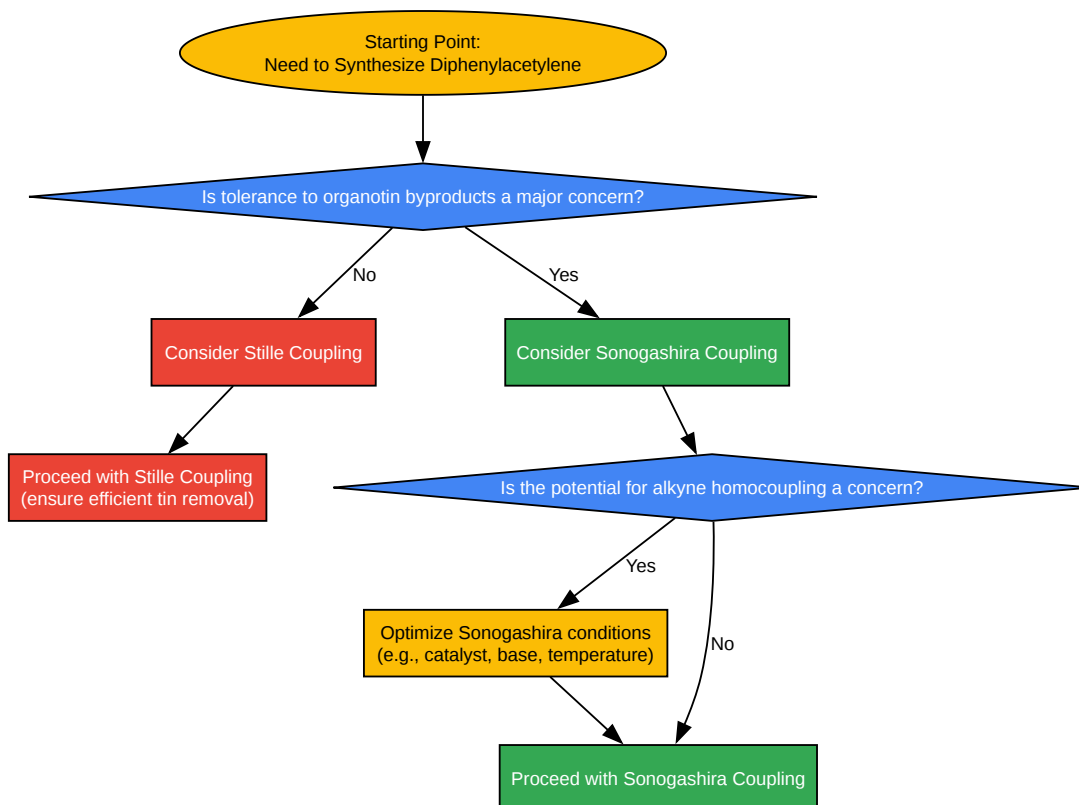 Starting Point:
Need to Synthesize Diphenylacetylene
Is tolerance to organotin byproducts a major concern?
No
Yes
Consider Stille Coupling
Consider Sonogashira Coupling
Proceed with Stille Coupling
(ensure efficient tin removal)
Is the potential for alkyne homocoupling a concern?
Yes
Optimize Sonogashira conditions
(e.g., catalyst, base, temperature)
No
Proceed with Sonogashira Coupling